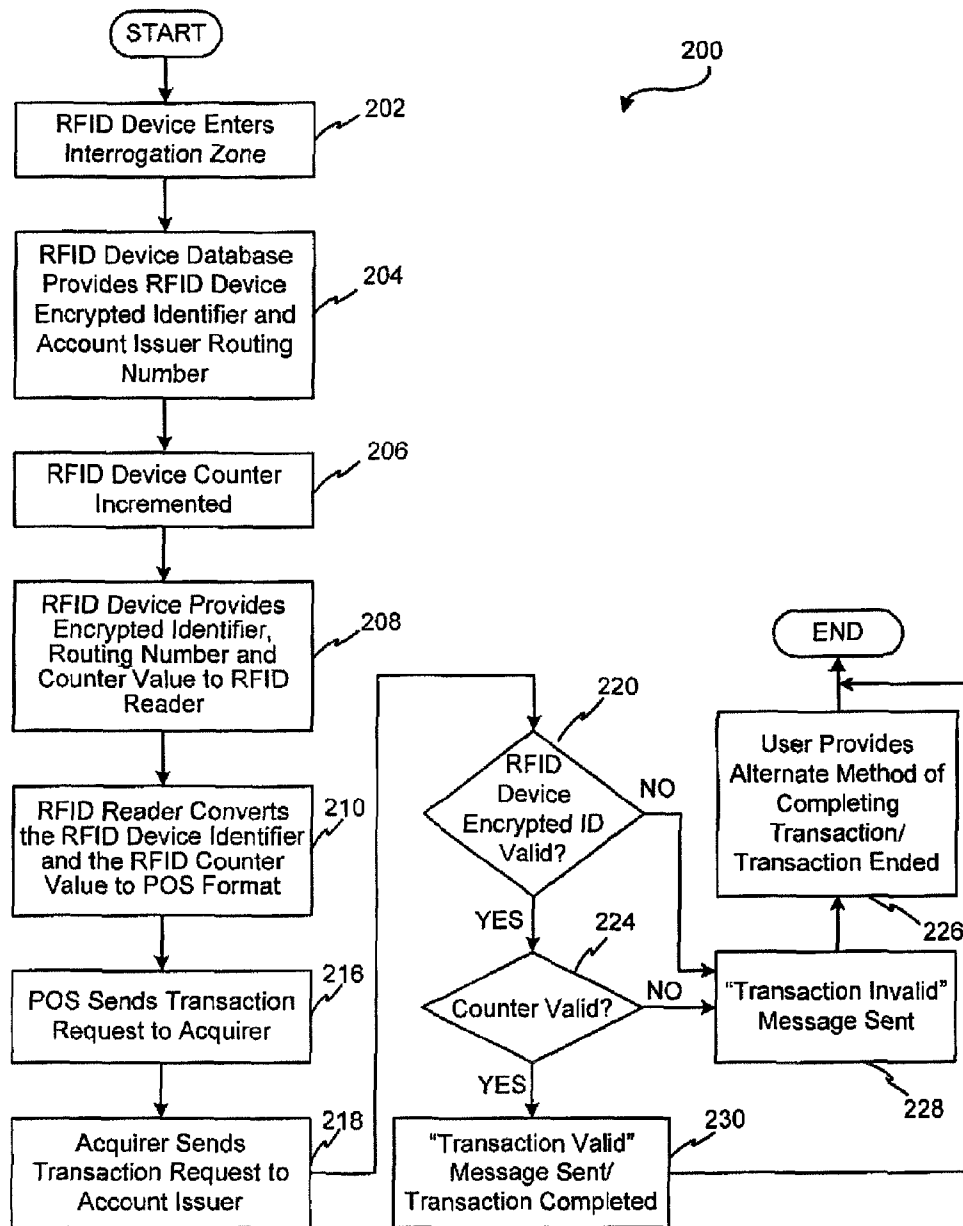 START
200
RFID Device Enters
Interrogation Zone
202
RFID Device Database
Provides RFID Device
Encrypted Identifier and
Account Issuer Routing
Number
204
RFID Device Counter
Incremented
206
RFID Device Provides
Encrypted Identifier,
Routing Number and
Counter Value to RFID
Reader
208
RFID Reader Converts
the RFID Device Identifier
and the RFID Counter
Value to POS Format
210
POS Sends Transaction
Request to Acquirer
216
Acquirer Sends
Transaction Request to
Account Issuer
218
RFID
Device
Encrypted ID
Valid?
220
NO
YES
Counter Valid?
224
NO
YES
"Transaction Valid"
Message Sent/
Transaction Completed
230
"Transaction Invalid"
Message Sent
228
User Provides
Alternate Method of
Completing
Transaction/
Transaction Ended
226
END